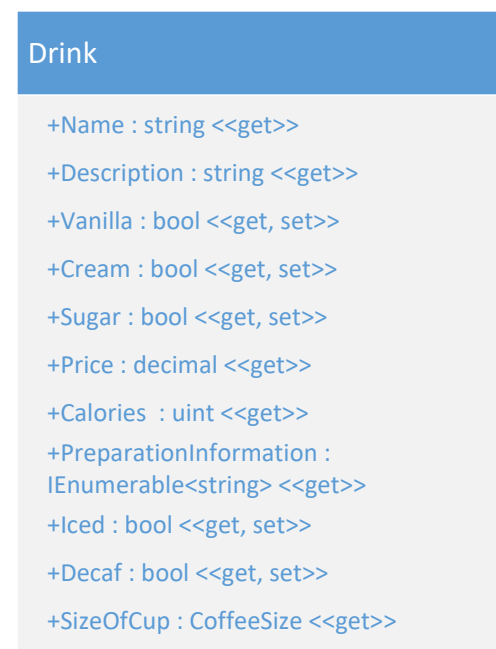 Drink
+Name : string <<get>>
+Description : string <<get>>
+Vanilla : bool <<get, set>>
+Cream : bool <<get, set>>
+Sugar : bool <<get, set>>
+Price : decimal <<get>>
+Calories  : uint <<get>>
+PreparationInformation :
IEnumerable<string> <<get>>
+Iced : bool <<get, set>>
+Decaf : bool <<get, set>>
+SizeOfCup : CoffeeSize <<get>>